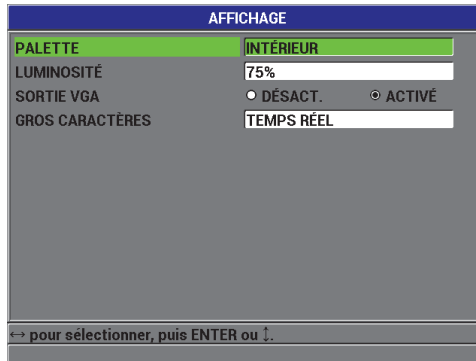 AFFICHAGE
PALETTE INTÉRIEUR
LUMINOSITÉ 75%
SORTIE VGA DÉSACT. ACTIVÉ
GROS CARACTÈRES TEMPS RÉEL
↔ pour sélectionner, puis ENTER ou ↕.